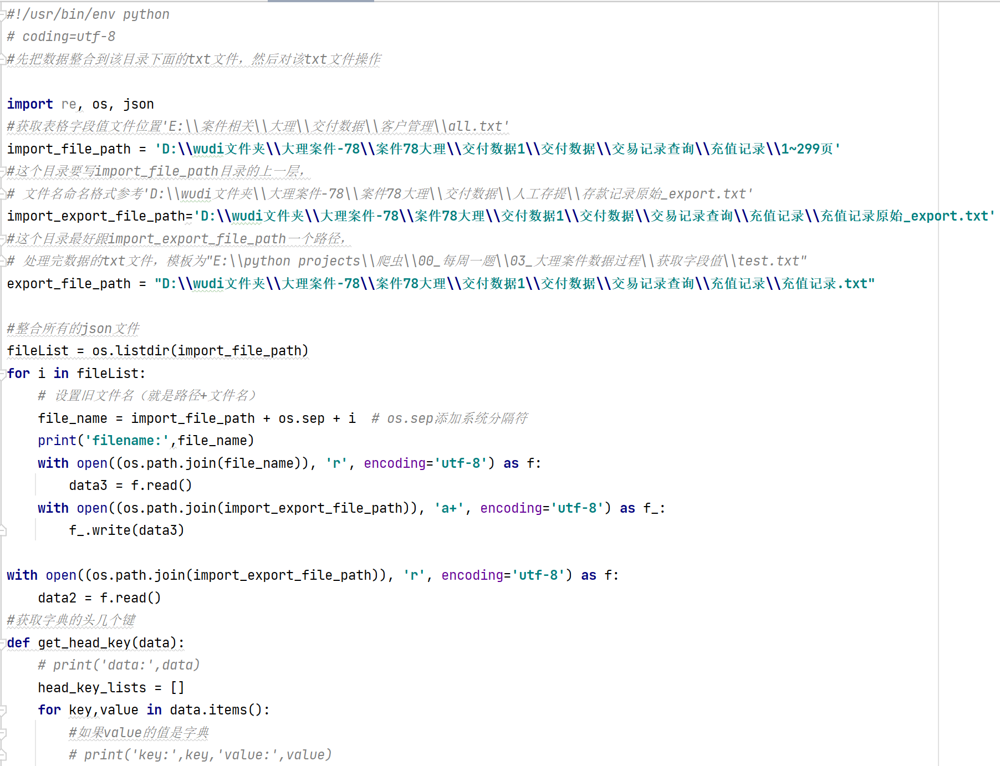 #!/usr/bin/env python
# coding=utf-8
#先把数据整合到该目录下面的txt文件，然后对该txt文件操作
import re, os, json
#获取表格字段值文件位置'E:\\案件相关\\大理\\交付数据\\客户管理\\all.txt'
import_file_path = 'D:\\wudi文件夹\\大理案件-78\\案件78大理\\交付数据1\\交付数据\\交易记录查询\\充值记录\\1~299页'
#这个目录要写import_file_path目录的上一层，
# 文件名命名格式参考'D:\\wudi文件夹\\大理案件-78\\案件78大理\\交付数据\\人工存提\\存款记录原始_export.txt'
import_export_file_path='D:\\wudi文件夹\\大理案件-78\\案件78大理\\交付数据1\\交付数据\\交易记录查询\\充值记录\\充值记录原始_export.txt'
#这个目录最好跟import_export_file_path一个路径，
# 处理完数据的txt文件，模板为"E:\\python projects\\爬虫\\00_每周一题\\03_大理案件数据过程\\获取字段值\\test.txt"
export_file_path = "D:\\wudi文件夹\\大理案件-78\\案件78大理\\交付数据1\\交付数据\\交易记录查询\\充值记录\\充值记录.txt"
#整合所有的json文件
fileList = os.listdir(import_file_path)
for i in fileList:
    # 设置旧文件名（就是路径+文件名）
    file_name = import_file_path + os.sep + i  # os.sep添加系统分隔符
    print('filename:',file_name)
    with open((os.path.join(file_name)), 'r', encoding='utf-8') as f:
        data3 = f.read()
    with open((os.path.join(import_export_file_path)), 'a+', encoding='utf-8') as f_:
        f_.write(data3)
with open((os.path.join(import_export_file_path)), 'r', encoding='utf-8') as f:
    data2 = f.read()
#获取字典的头几个键
def get_head_key(data):
    # print('data:',data)
    head_key_lists = []
    for key,value in data.items():
        #如果value的值是字典
        # print('key:',key,'value:',value)